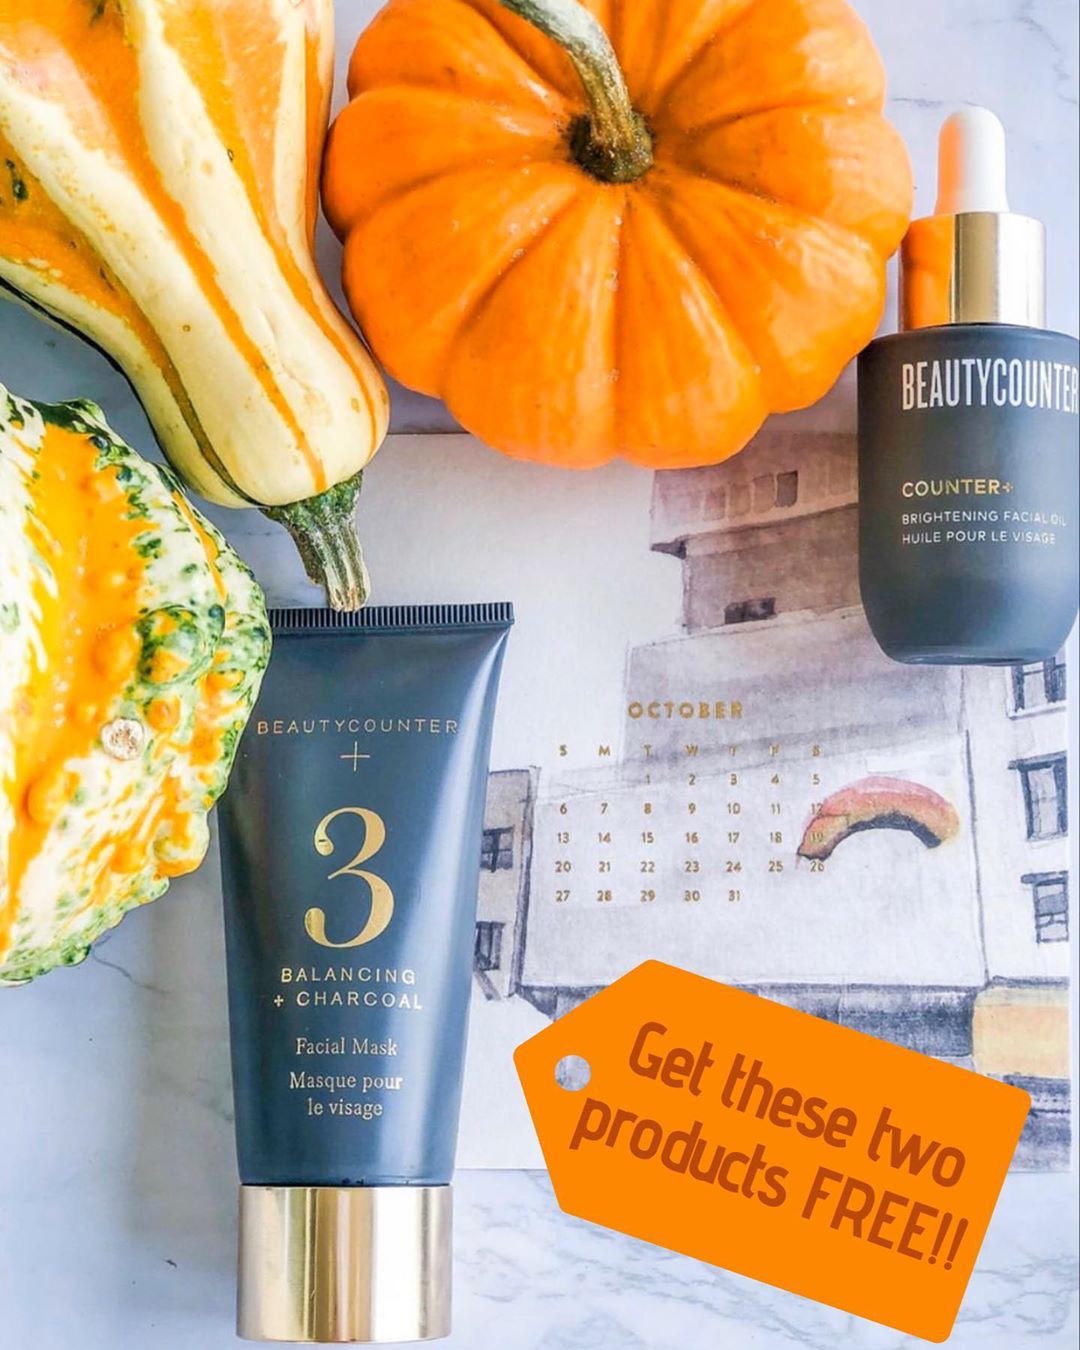 BEAUTYCOUNTER
COUNTER+
BRIGHTENING FACIAL OIL
HUILE POUR LE VISAGE
BEAUTYCOUNTER
+
3
BALANCING
+ CHARCOAL
Facial Mask
Masque pour
le visage
OCTOBER
S M T W T F S
1 2 3 4 5
6 7 8 9 10 11 12
13 14 15 16 17 18 19
20 21 22 23 24 25 26
27 28 29 30 31
Get these two
products FREE!!